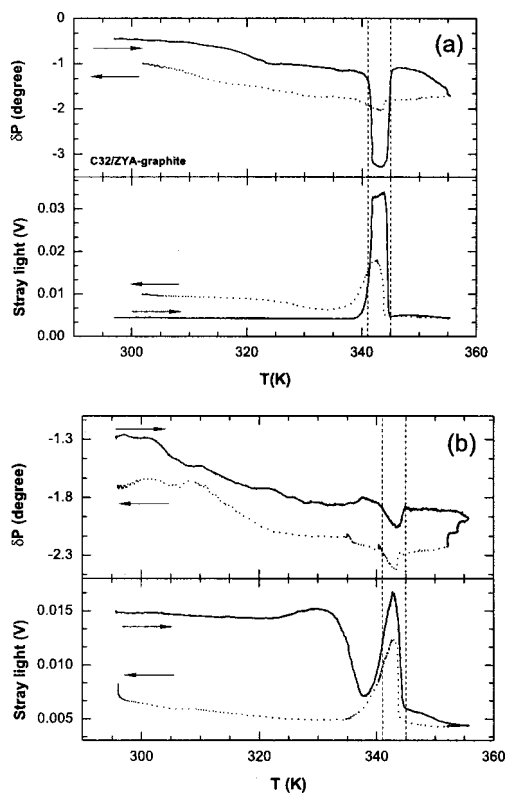 (a)
0
-1
-2
-3
δP (degree)
C32/ZYA-graphite
0.03
0.02
0.01
0.00
Stray light (V)
300 320 340 360
T(K)
(b)
-1.3
-1.8
-2.3
δP (degree)
0.015
0.010
0.005
Stray light (V)
300 320 340 360
T (K)